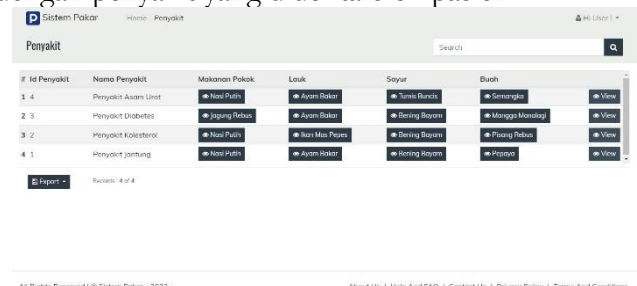 Sistem Pakar Home Penyakit Hi User!
Penyakit Search
# Id Penyakit Nama Penyakit Makanan Pokok Lauk Sayur Buah
1 4 Penyakit Asam Urat Nasi Putih Ayam Bakar Tumis Buncis Semangka View
2 3 Penyakit Diabetes Jagung Rebus Ayam Bakar Bening Bayam Mangga Manalagi View
3 2 Penyakit Kolesterol Nasi Putih Ikan Mas Pepes Bening Bayam Pisang Rebus View
4 1 Penyakit Jantung Nasi Putih Ayam Bakar Bening Bayam Pepaya View
Export Records : 4 of 4